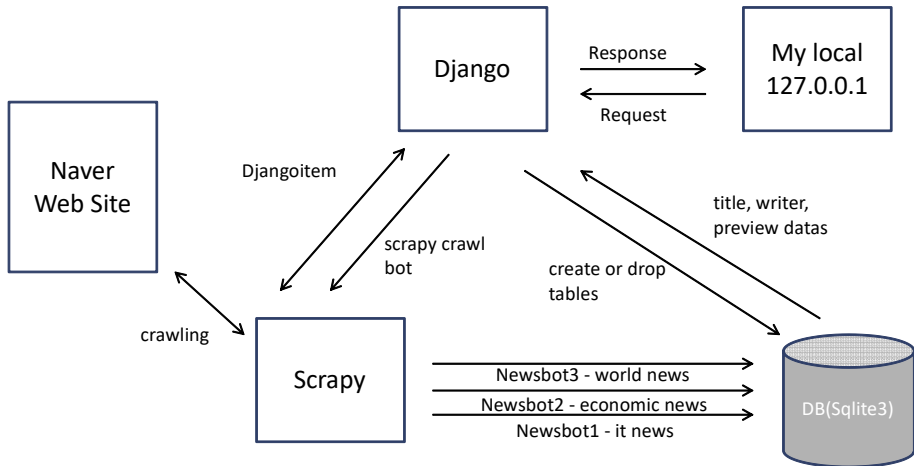 Django
Response
Request
My local
127.0.0.1
Naver
Web Site
Djangoitem
scrapy crawl
bot
title, writer,
preview datas
create or drop
tables
crawling
Scrapy
Newsbot3 - world news
Newsbot2 - economic news
Newsbot1 - it news
DB(Sqlite3)